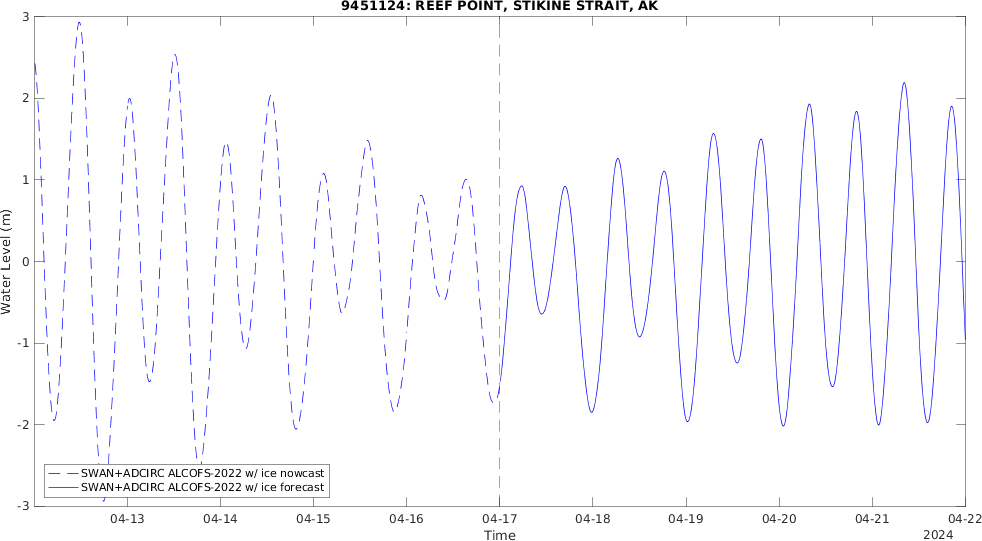 9451124: REEF POINT, STIKINE STRAIT, AK
3
2
1
0
-1
-2
-3
Water Level (m)
SWAN+ADCIRC ALCOFS-2022 w/ ice nowcast
SWAN+ADCIRC ALCOFS-2022 w/ ice forecast
04-13 04-14 04-15 04-16 04-17 04-18 04-19 04-20 04-21 04-22
Time
2024